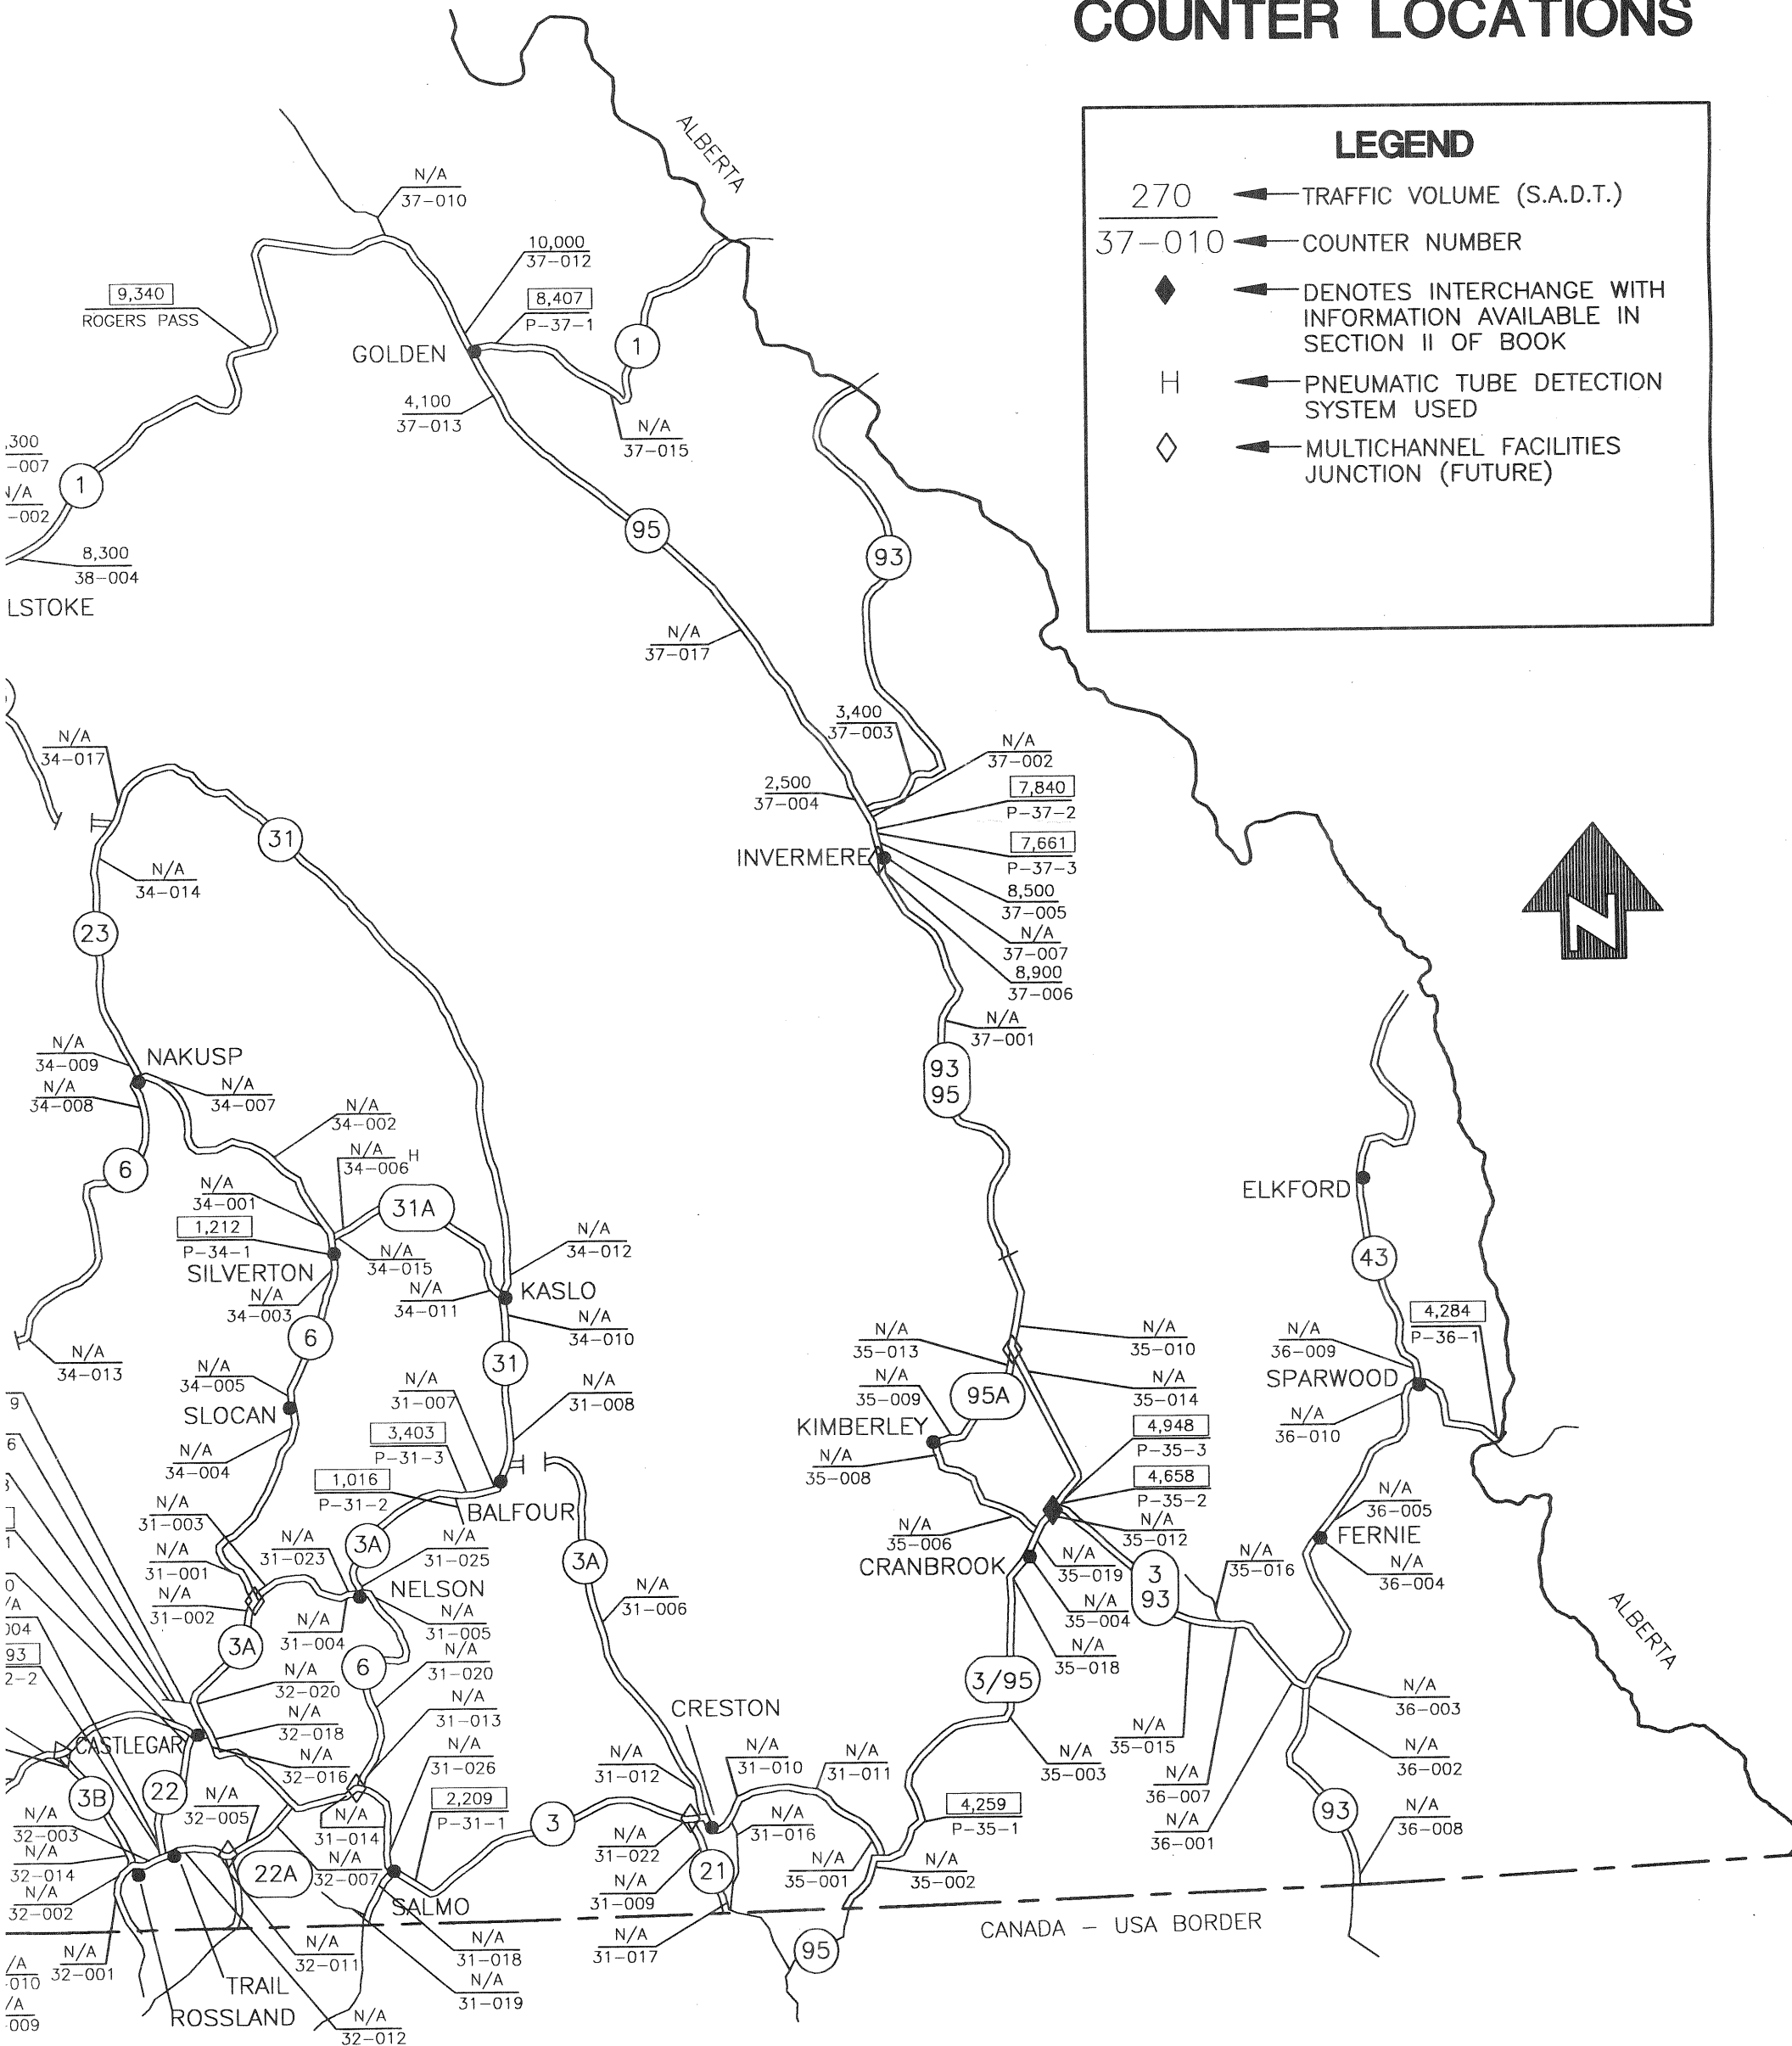 COUNTER LOCATIONS
LEGEND
270
TRAFFIC VOLUME (S.A.D.T.)
37-010
COUNTER NUMBER
DENOTES INTERCHANGE WITH
INFORMATION AVAILABLE IN
SECTION II OF BOOK
H
PNEUMATIC TUBE DETECTION
SYSTEM USED
MULTICHANNEL FACILITIES
JUNCTION (FUTURE)
ALBERTA
N/A
37-010
10,000
37-012
9,340
ROGERS PASS
8,407
P-37-1
GOLDEN
1
4,100
37-013
N/A
37-015
,300
-007
N/A
-002
1
8,300
38-004
LSTOKE
95
93
N/A
37-017
3,400
37-003
N/A
37-002
2,500
37-004
7,840
P-37-2
7,661
P-37-3
INVERMERE
8,500
37-005
N/A
37-007
8,900
37-006
N/A
37-001
93
95
N
N/A
34-017
31
N/A
34-014
23
N/A
34-009
NAKUSP
N/A
34-008
N/A
34-007
N/A
34-002
6
N/A
34-006
H
N/A
34-001
31A
1,212
P-34-1
SILVERTON
N/A
34-015
N/A
34-012
N/A
34-003
N/A
34-011
KASLO
N/A
34-010
6
N/A
34-013
31
N/A
34-005
SLOCAN
N/A
31-007
N/A
31-008
N/A
34-004
3,403
P-31-3
1,016
P-31-2
BALFOUR
N/A
31-003
3A
N/A
31-023
N/A
31-025
3A
N/A
31-001
NELSON
N/A
31-002
N/A
31-004
N/A
31-005
N/A
31-006
3A
6
N/A
31-020
N/A
32-020
N/A
31-013
N/A
32-018
CASTLEGAR
N/A
32-016
N/A
31-026
3B
22
N/A
32-005
N/A
31-014
2,209
P-31-1
3
N/A
32-003
N/A
32-014
N/A
32-002
22A
N/A
32-007
SALMO
N/A
32-001
N/A
32-011
N/A
31-018
N/A
31-019
TRAIL
ROSSLAND
N/A
32-012
9
6
1
0
/A
004
93
2-2
/A
-010
/A
-009
ELKFORD
43
4,284
P-36-1
N/A
36-009
SPARWOOD
N/A
36-010
N/A
35-013
N/A
35-010
N/A
35-009
95A
N/A
35-014
KIMBERLEY
4,948
P-35-3
N/A
35-008
4,658
P-35-2
N/A
36-005
N/A
35-006
N/A
35-012
FERNIE
CRANBROOK
N/A
35-019
3
93
N/A
35-016
N/A
36-004
N/A
35-004
N/A
35-018
3/95
ALBERTA
CRESTON
N/A
36-003
N/A
35-015
N/A
35-003
N/A
36-002
N/A
31-012
N/A
31-010
N/A
31-011
N/A
36-007
4,259
P-35-1
93
N/A
31-022
N/A
31-016
N/A
36-001
N/A
36-008
N/A
31-009
21
N/A
35-001
N/A
35-002
N/A
31-017
95
CANADA - USA BORDER